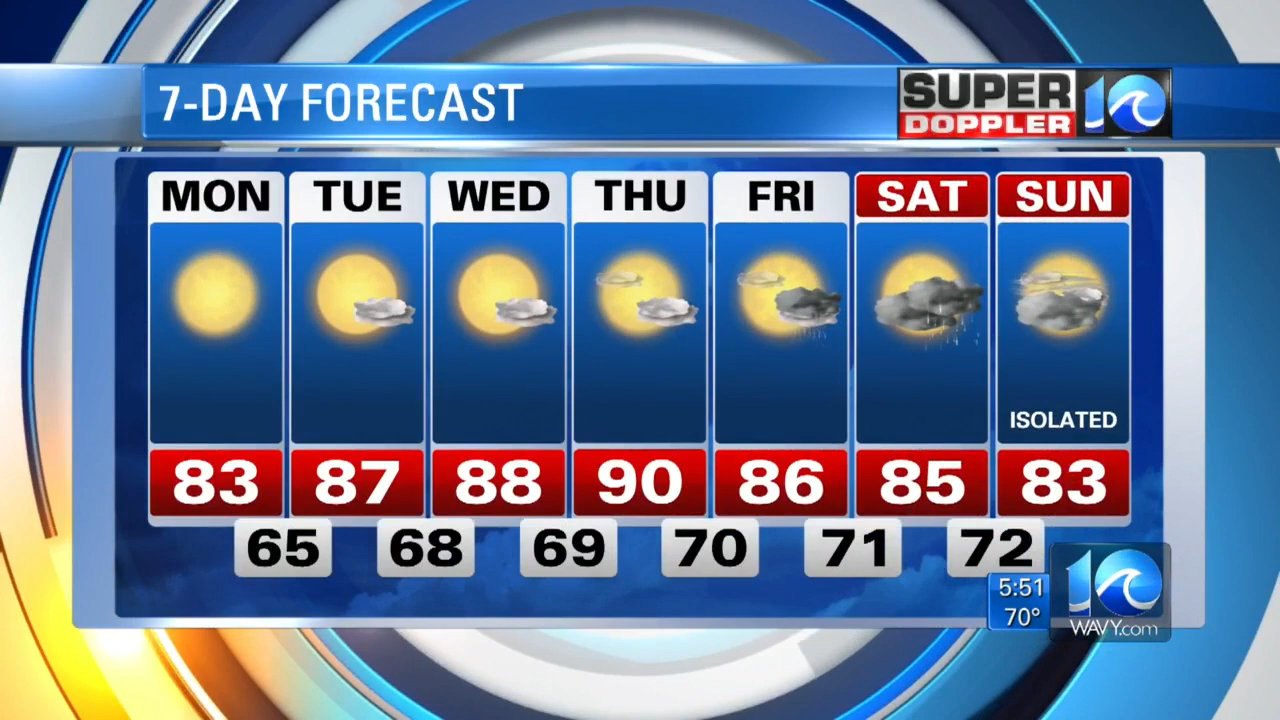 7-DAY FORECAST
SUPER
DOPPLER
10
MON TUE WED THU FRI SAT SUN
ISOLATED
83 87 88 90 86 85 83
65 68 69 70 71 72
5:51
70°
10
WAVY.com